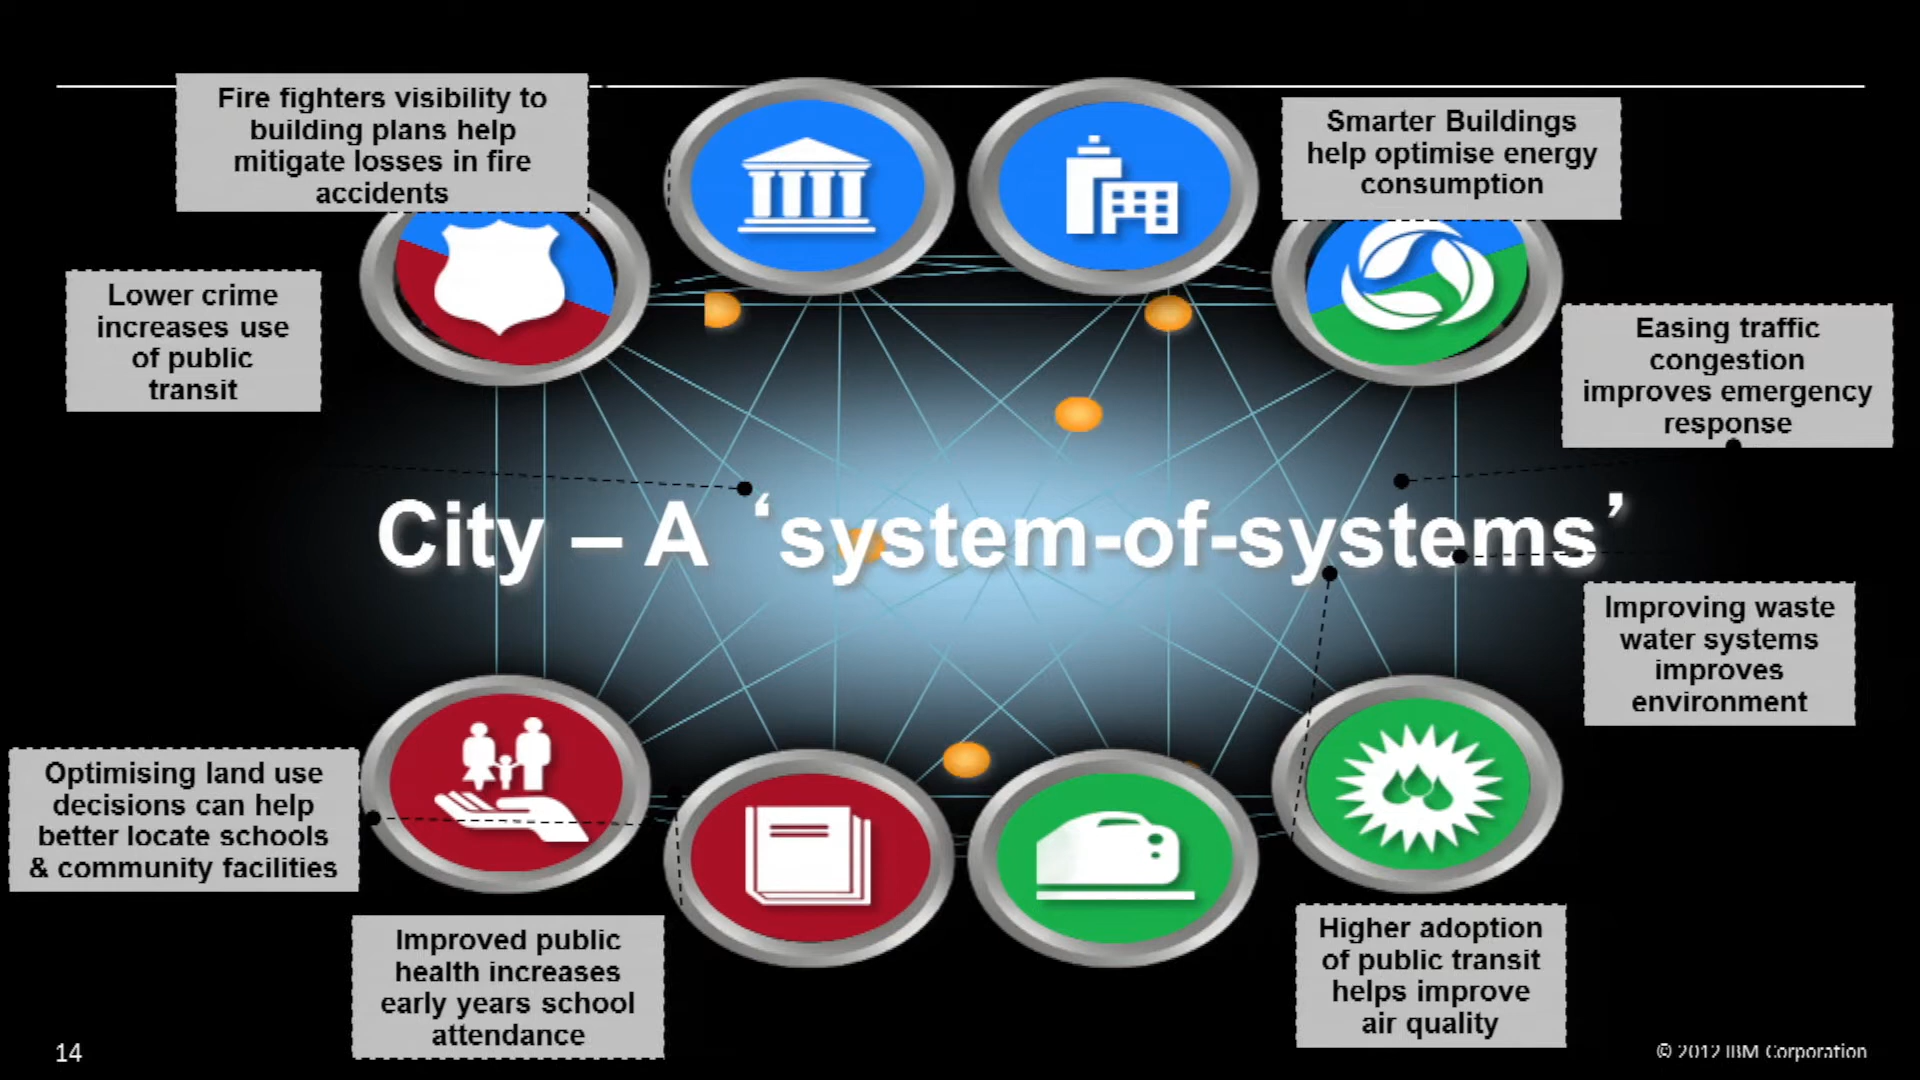 Fire fighters visibility to
building plans help
mitigate losses in fire
accidents
Smarter Buildings
help optimise energy
consumption
Lower crime
increases use
of public
transit
Easing traffic
congestion
improves emergency
response
City – A ‘system-of-systems’
Improving waste
water systems
improves
environment
Optimising land use
decisions can help
better locate schools
& community facilities
Improved public
health increases
early years school
attendance
Higher adoption
of public transit
helps improve
air quality
14
© 2012 IBM Corporation